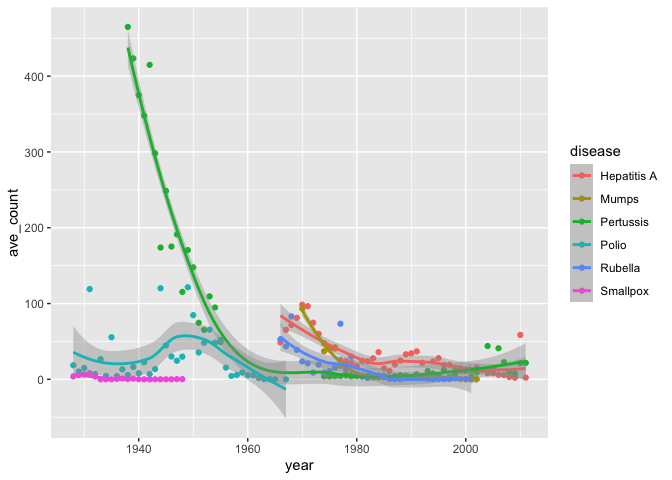 400
300
200
100
0
ave_count
1940
1960
1980
2000
year
disease
Hepatitis A
Mumps
Pertussis
Polio
Rubella
Smallpox